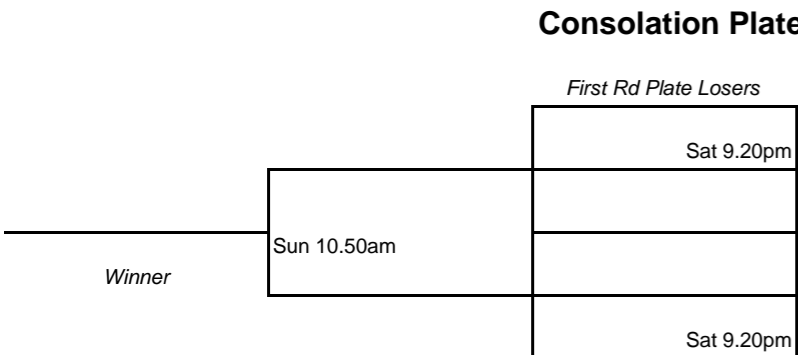 Consolation Plate
First Rd Plate Losers
Sat 9.20pm
Sun 10.50am
Winner
Sat 9.20pm